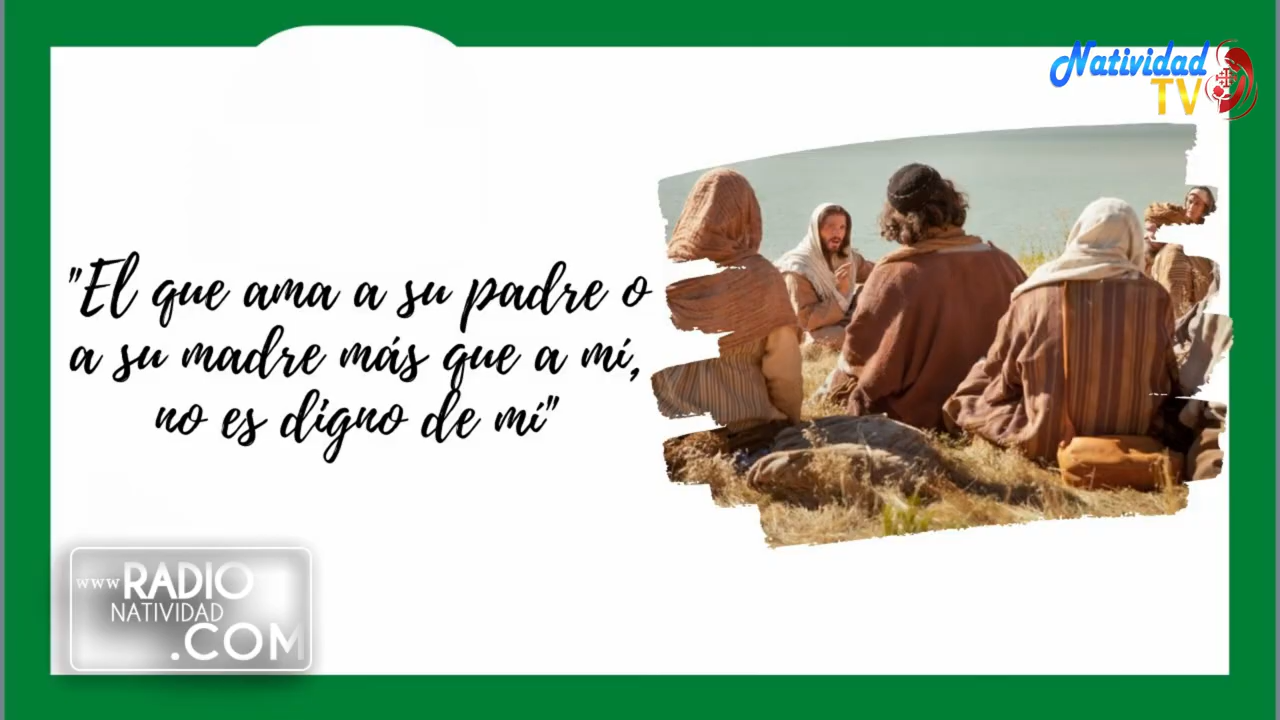 Natividad
TV
"El que ama a su padre o
a su madre más que a mí,
no es digno de mí"
www RADIO
NATIVIDAD
.COM